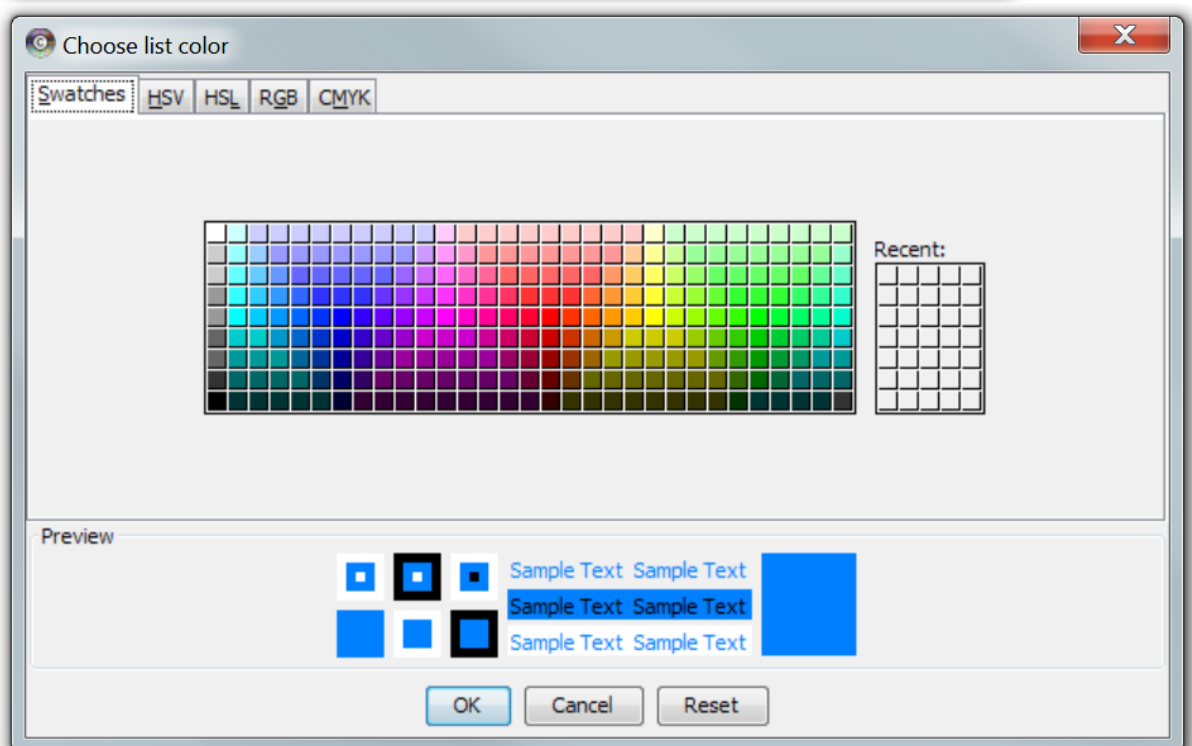 Choose list color
Swatches HSV HSL RGB CMYK
Recent:
Preview
Sample Text Sample Text
Sample Text Sample Text
Sample Text Sample Text
OK Cancel Reset